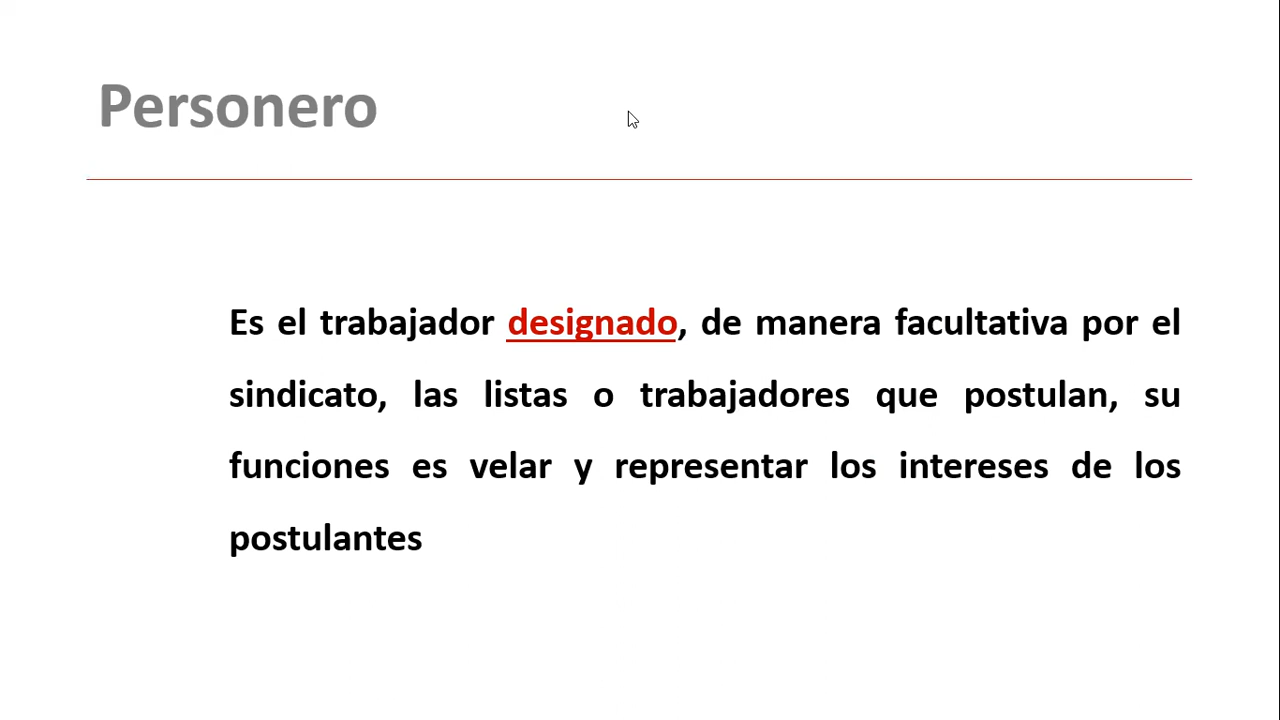 Personero
Es el trabajador designado, de manera facultativa por el
sindicato, las listas o trabajadores que postulan, su
funciones es velar y representar los intereses de los
postulantes